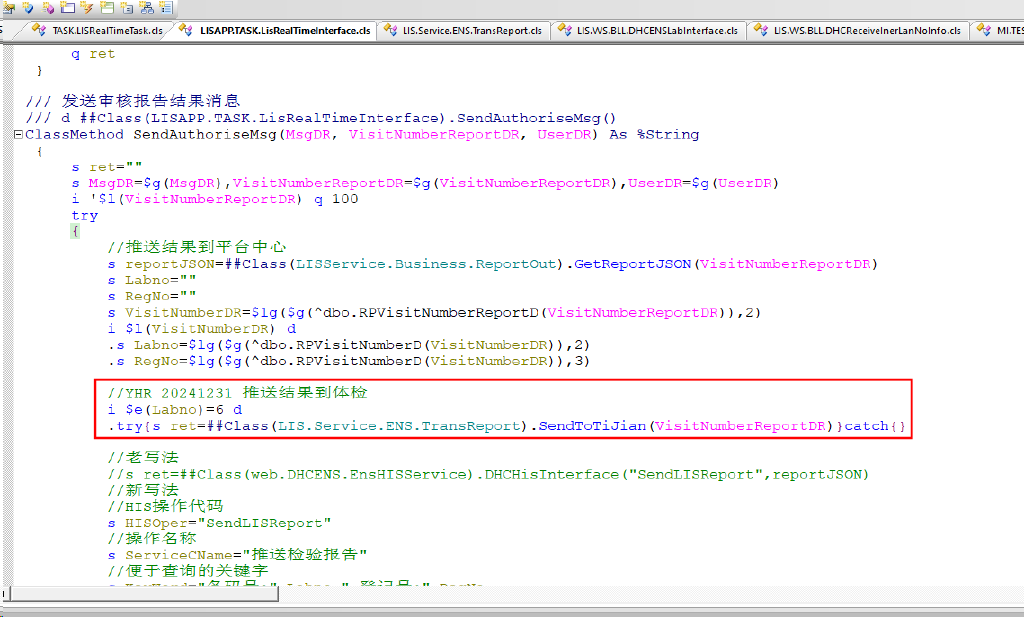 TASK.LISRealTimeTask.cls LISAPP.TASK.LisRealTimeInterface.cls LIS.Service.ENS.TransReport.cls LIS.WS.BLL.DHCENSLabInterface.cls LIS.WS.BLL.DHCReceiveInerLanNoInfo.cls MI.TES
q ret
}
/// 发送审核报告结果消息
/// d ##Class(LISAPP.TASK.LisRealTimeInterface).SendAuthoriseMsg()
ClassMethod SendAuthoriseMsg(MsgDR, VisitNumberReportDR, UserDR) As %String
{
s ret=""
s MsgDR=$g(MsgDR),VisitNumberReportDR=$g(VisitNumberReportDR),UserDR=$g(UserDR)
i '$l(VisitNumberReportDR) q 100
try
{
//推送结果到平台中心
s reportJSON=##Class(LISService.Business.ReportOut).GetReportJSON(VisitNumberReportDR)
s Labno=""
s RegNo=""
s VisitNumberDR=$lg($g(^dbo.RPVisitNumberReportD(VisitNumberReportDR)),2)
i $l(VisitNumberDR) d
.s Labno=$lg($g(^dbo.RPVisitNumberD(VisitNumberDR)),2)
.s RegNo=$lg($g(^dbo.RPVisitNumberD(VisitNumberDR)),3)
//YHR 20241231 推送结果到体检
i $e(Labno)=6 d
.try{s ret=##Class(LIS.Service.ENS.TransReport).SendToTiJian(VisitNumberReportDR)}catch{}
//老写法
//s ret=##Class(web.DHCENS.EnsHISService).DHCHisInterface("SendLISReport",reportJSON)
//新写法
//HIS操作代码
s HISOper="SendLISReport"
//操作名称
s ServiceCName="推送检验报告"
//便于查询的关键字